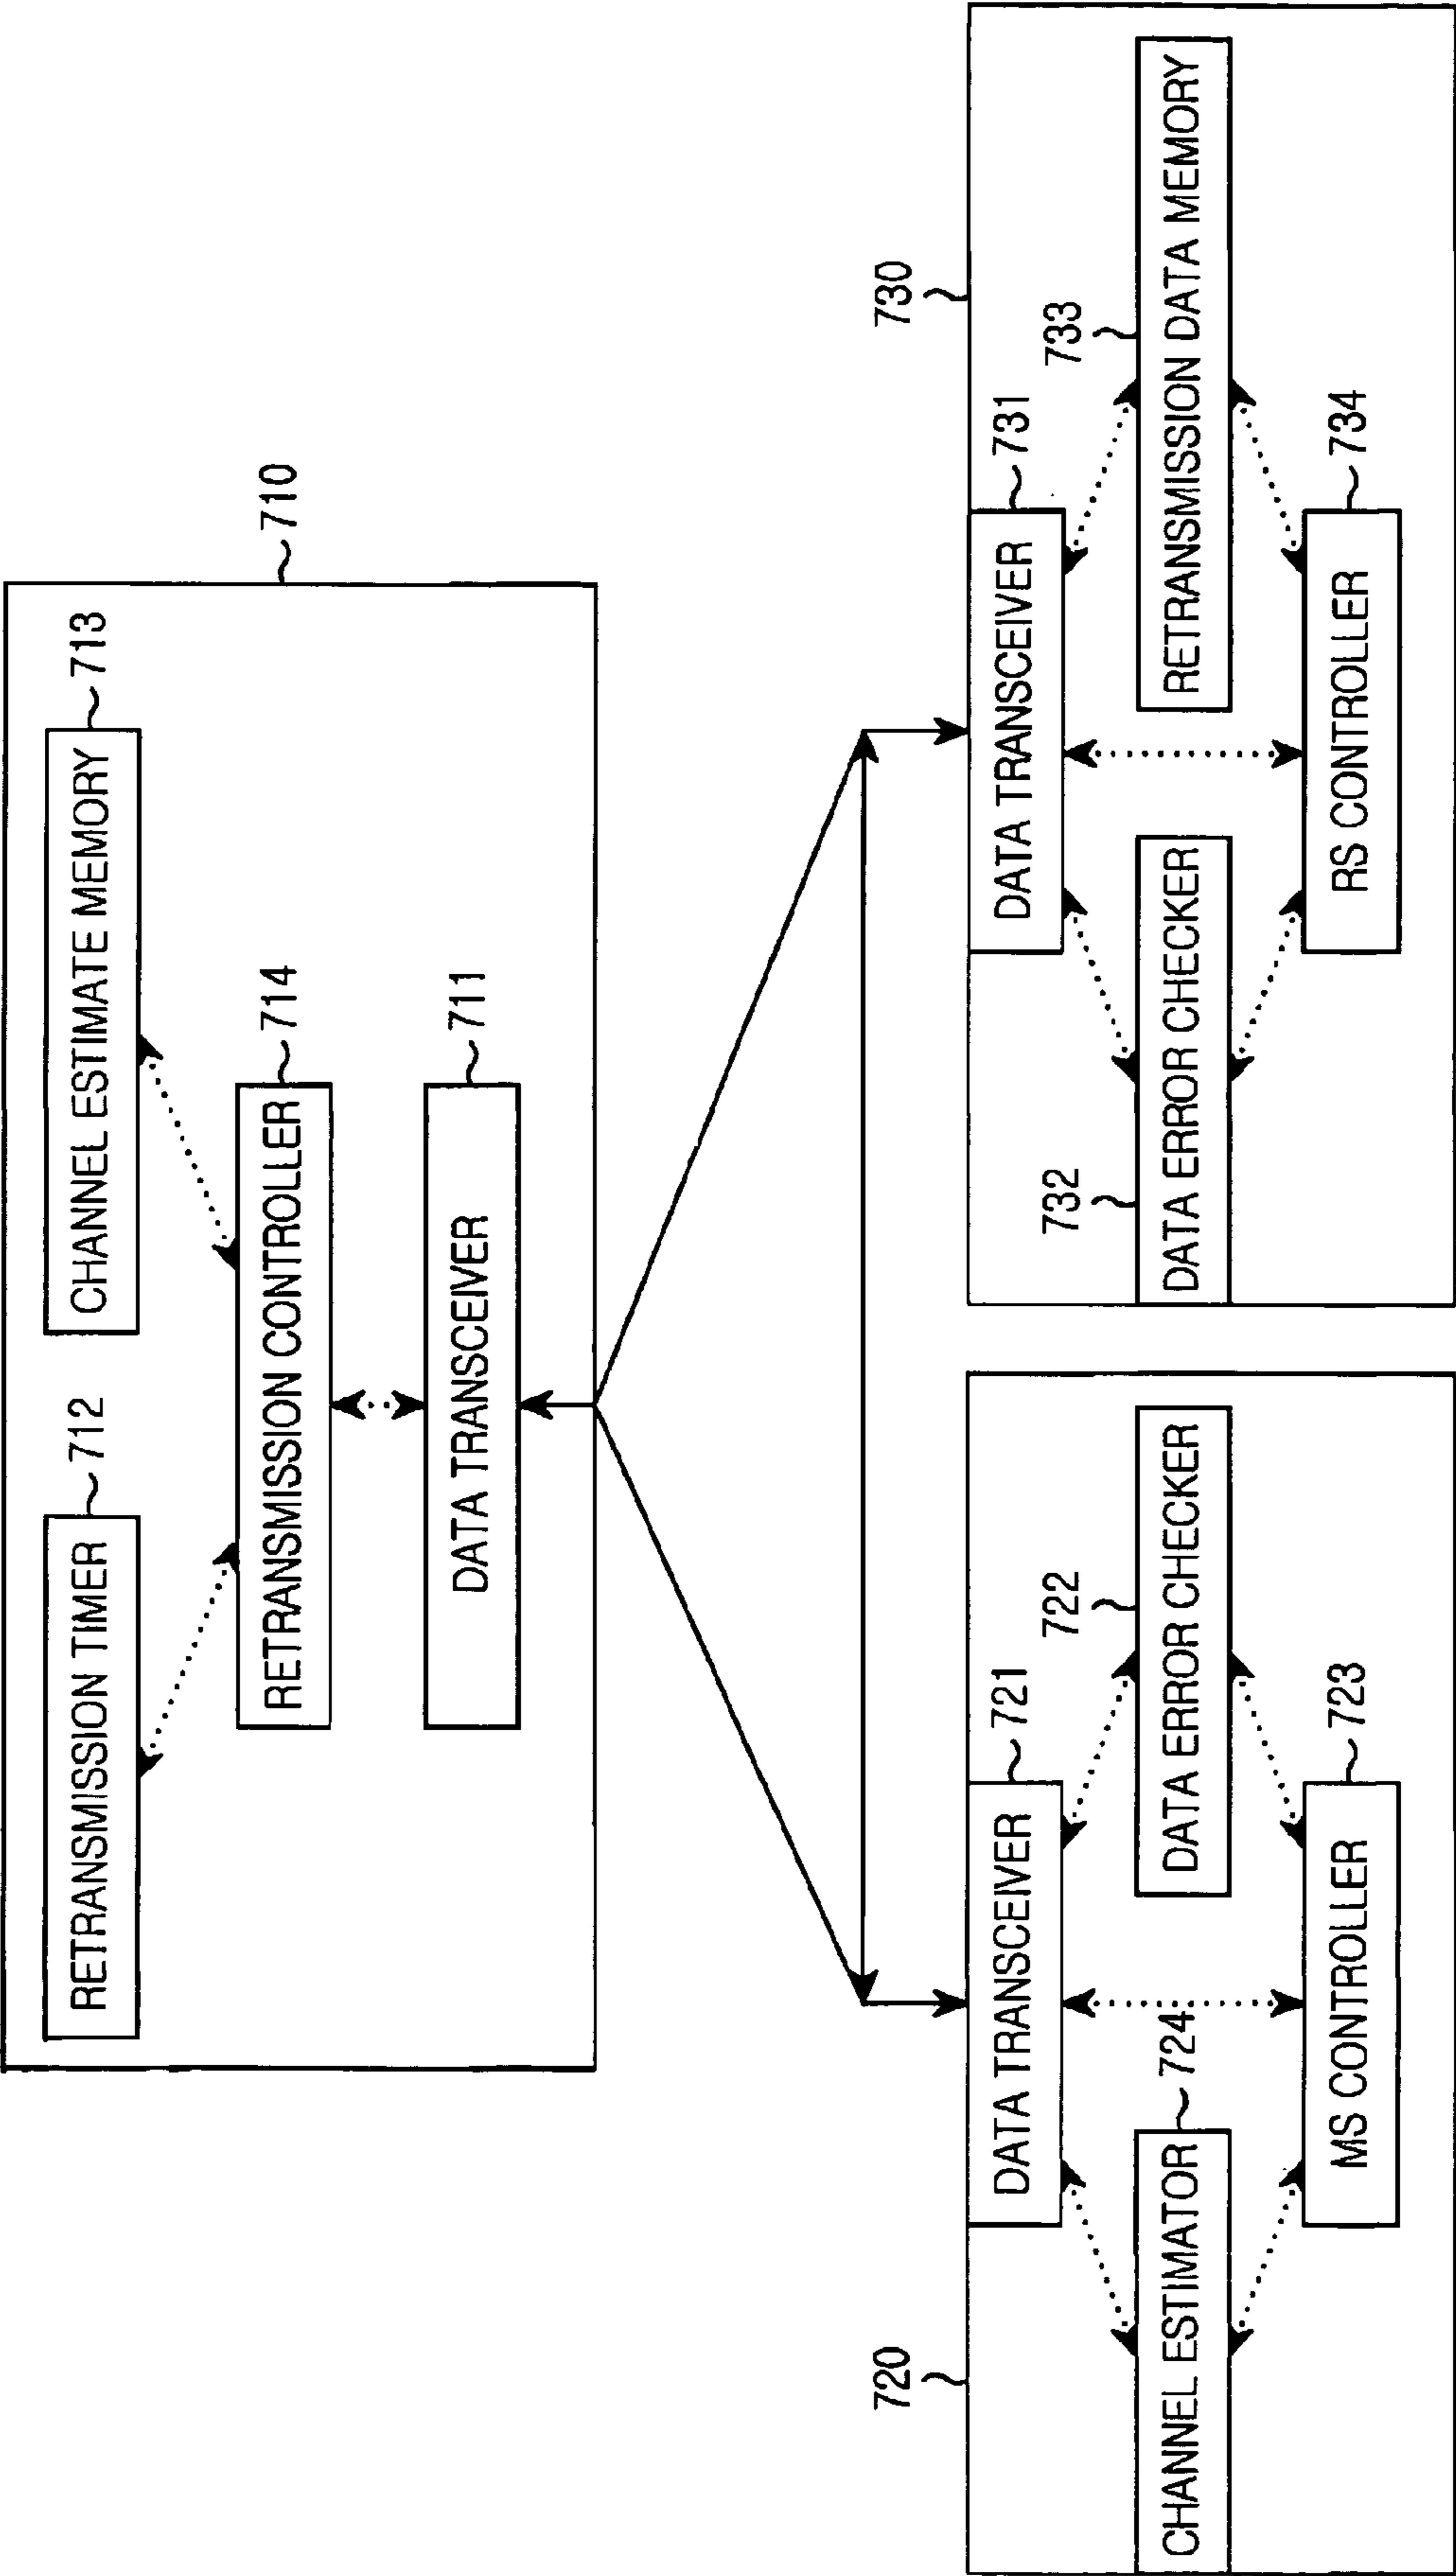 710
RETRANSMISSION TIMER
712
CHANNEL ESTIMATE MEMORY
713
RETRANSMISSION CONTROLLER
714
DATA TRANSCEIVER
711
720
DATA TRANSCEIVER
721
CHANNEL ESTIMATOR
724
DATA ERROR CHECKER
722
MS CONTROLLER
723
730
DATA TRANSCEIVER
731
732
DATA ERROR CHECKER
733
RETRANSMISSION DATA MEMORY
RS CONTROLLER
734